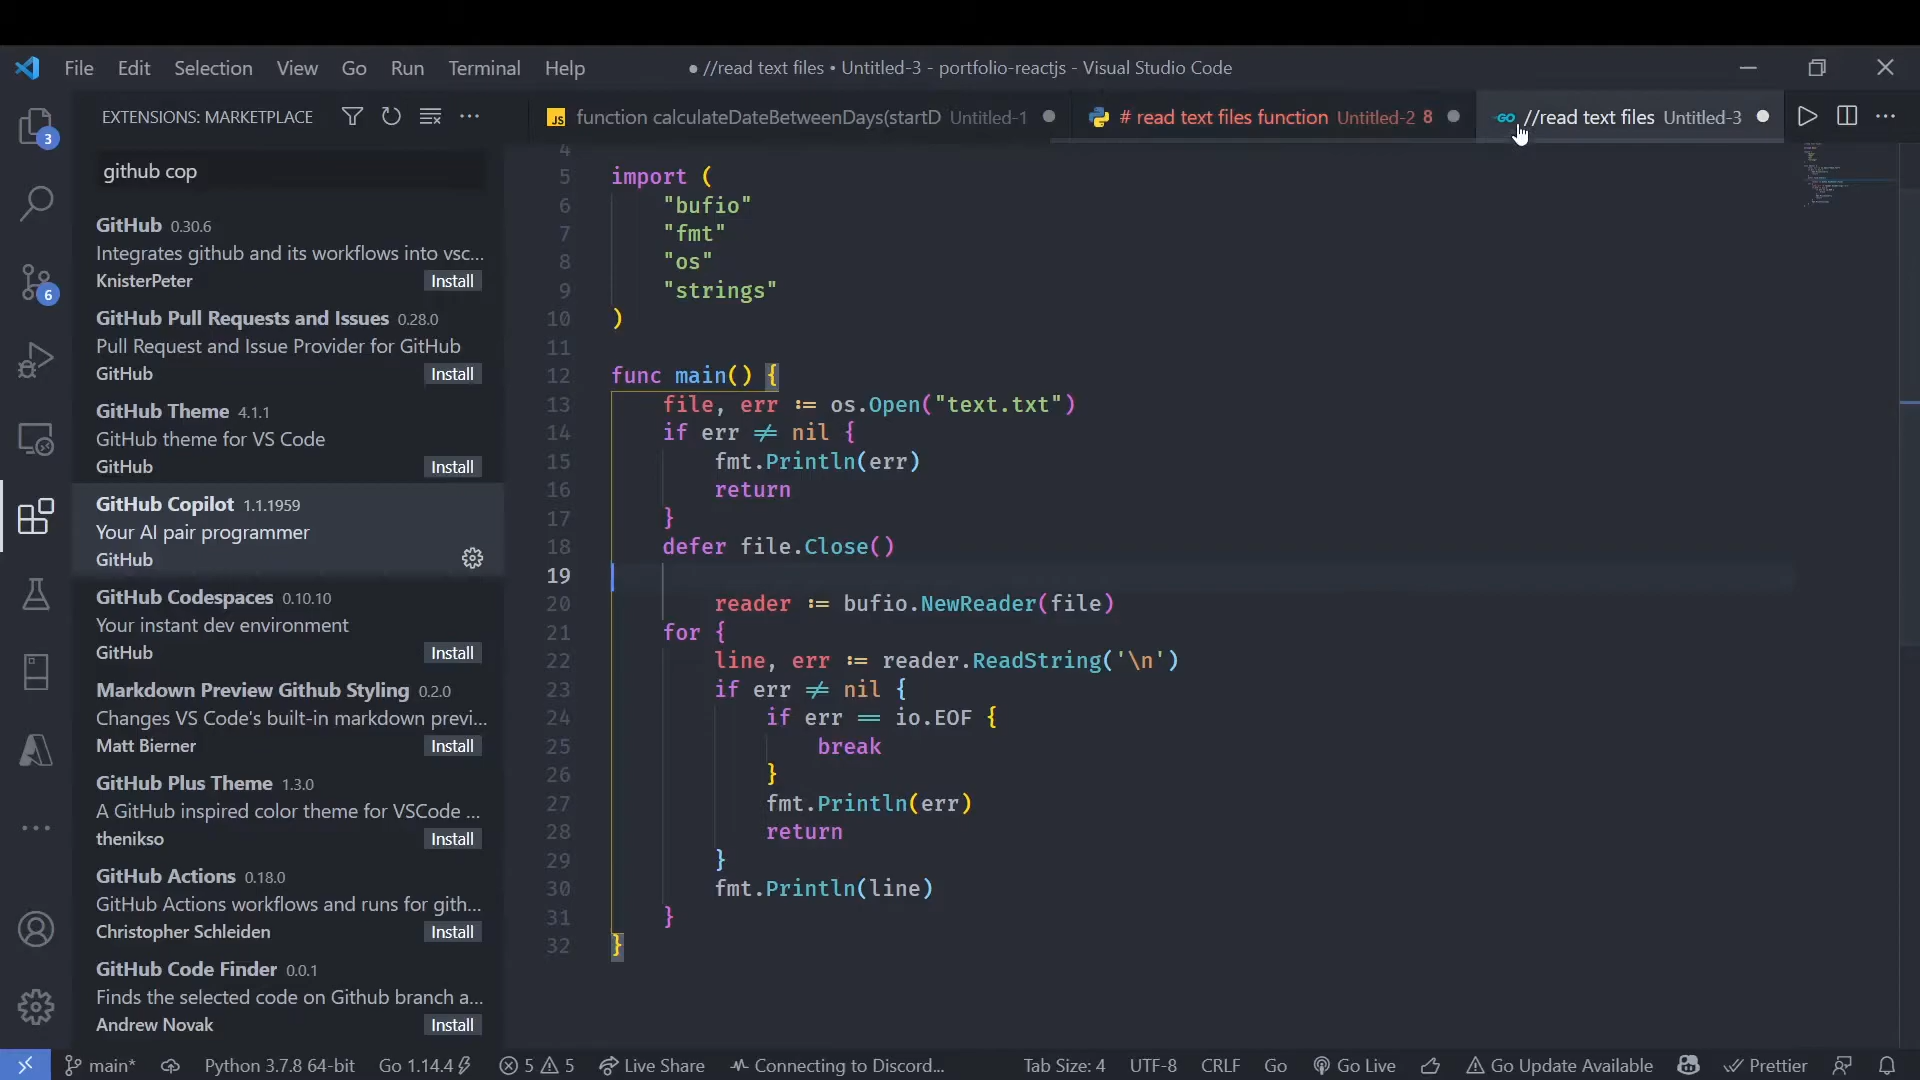 File Edit Selection View Go Run Terminal Help
● //read text files • Untitled-3 - portfolio-reactjs - Visual Studio Code
EXTENSIONS: MARKETPLACE
JS function calculateDateBetweenDays(startD Untitled-1
# read text files function Untitled-2 8
GO //read text files Untitled-3
3
6
github cop
GitHub 0.30.6
Integrates github and its workflows into vsc...
KnisterPeter Install
GitHub Pull Requests and Issues 0.28.0
Pull Request and Issue Provider for GitHub
GitHub Install
GitHub Theme 4.1.1
GitHub theme for VS Code
GitHub Install
GitHub Copilot 1.1.1959
Your AI pair programmer
GitHub
GitHub Codespaces 0.10.10
Your instant dev environment
GitHub Install
Markdown Preview Github Styling 0.2.0
Changes VS Code's built-in markdown previ...
Matt Bierner Install
GitHub Plus Theme 1.3.0
A GitHub inspired color theme for VSCode ...
thenikso Install
GitHub Actions 0.18.0
GitHub Actions workflows and runs for gith...
Christopher Schleiden Install
GitHub Code Finder 0.0.1
Finds the selected code on Github branch a...
Andrew Novak Install
4
5 import (
6 "bufio"
7 "fmt"
8 "os"
9 "strings"
10 )
11
12 func main() {
13 file, err := os.Open("text.txt")
14 if err ≠ nil {
15 fmt.Println(err)
16 return
17 }
18 defer file.Close()
19
20 reader := bufio.NewReader(file)
21 for {
22 line, err := reader.ReadString('\n')
23 if err ≠ nil {
24 if err == io.EOF {
25 break
26 }
27 fmt.Println(err)
28 return
29 }
30 fmt.Println(line)
31 }
32 }
main* Python 3.7.8 64-bit Go 1.14.4 5 5 Live Share Connecting to Discord... Tab Size: 4 UTF-8 CRLF Go Go Live Go Update Available Prettier